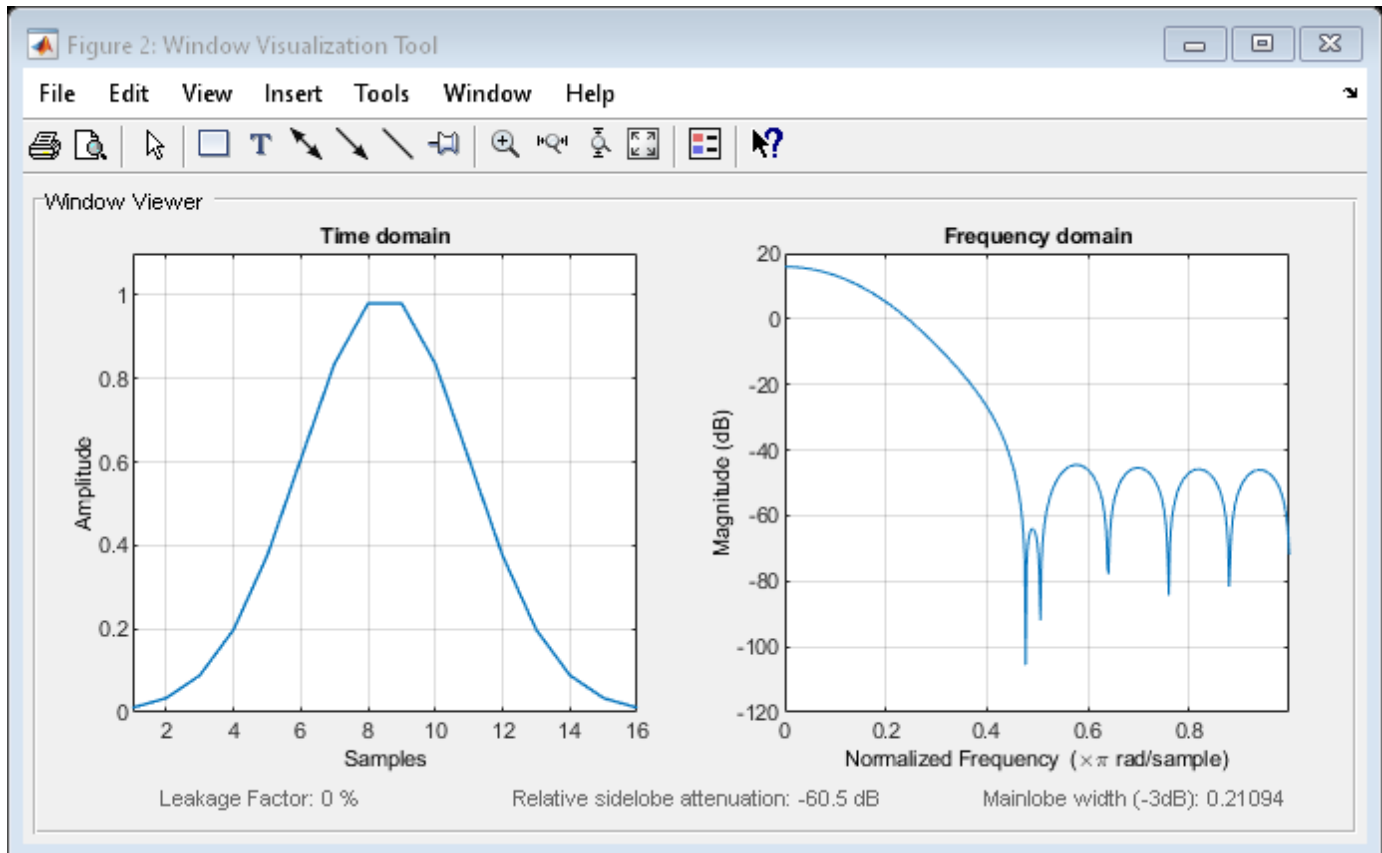 Figure 2: Window Visualization Tool
File Edit View Insert Tools Window Help
T
?
Window Viewer
Time domain
1
0.8
0.6
0.4
0.2
0
Amplitude
2 4 6 8 10 12 14 16
Samples
Frequency domain
20
0
-20
-40
-60
-80
-100
-120
Magnitude (dB)
0 0.2 0.4 0.6 0.8
Normalized Frequency (×π rad/sample)
Leakage Factor: 0 % Relative sidelobe attenuation: -60.5 dB Mainlobe width (-3dB): 0.21094